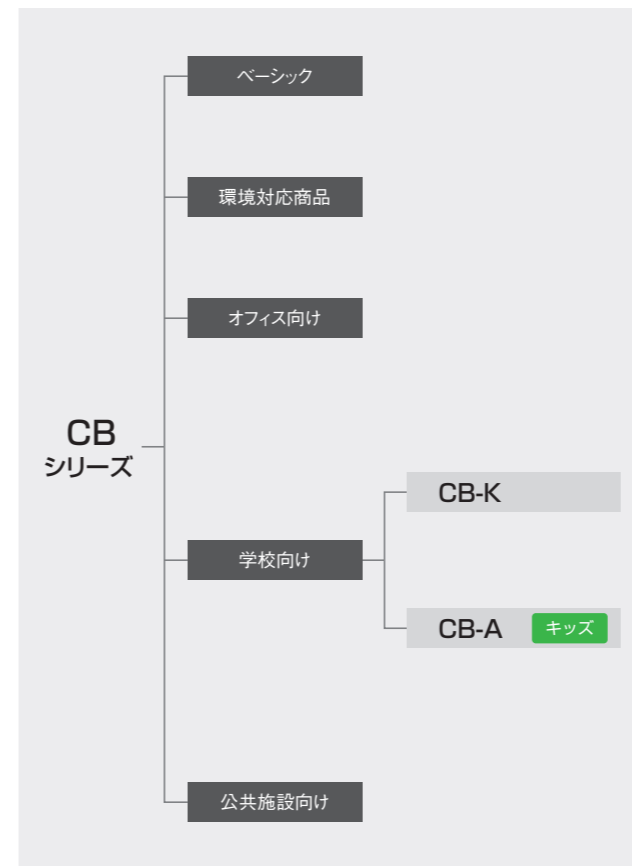 ベーシック
環境対応商品
オフィス向け
CB
シリーズ
学校向け
CB-K
CB-A キッズ
公共施設向け